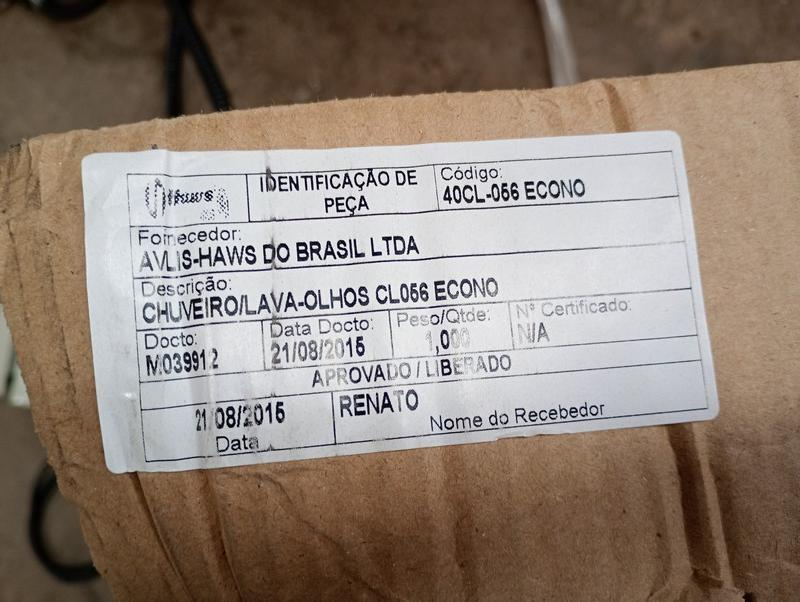 Haws
IDENTIFICAÇÃO DE PEÇA
Código:
40CL-056 ECONO
Fornecedor:
AVLIS-HAWS DO BRASIL LTDA
Descrição:
CHUVEIRO/LAVA-OLHOS CL056 ECONO
Docto:
M039912
Data Docto:
21/08/2015
Peso/Qtde:
1,000
Nº Certificado:
N/A
APROVADO / LIBERADO
21/08/2015
Data
RENATO
Nome do Recebedor